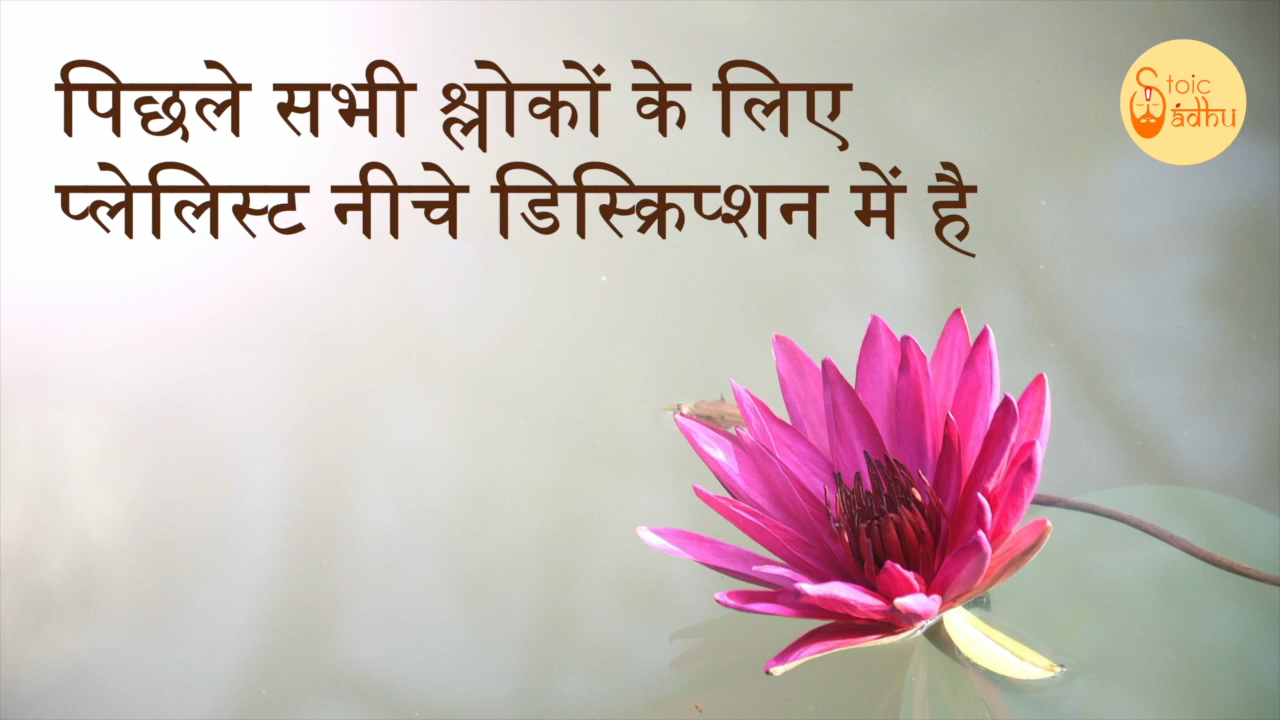 पिछले सभी श्लोकों के लिए
प्लेलिस्ट नीचे डिस्क्रिप्शन में है
Stoic
Sadhu